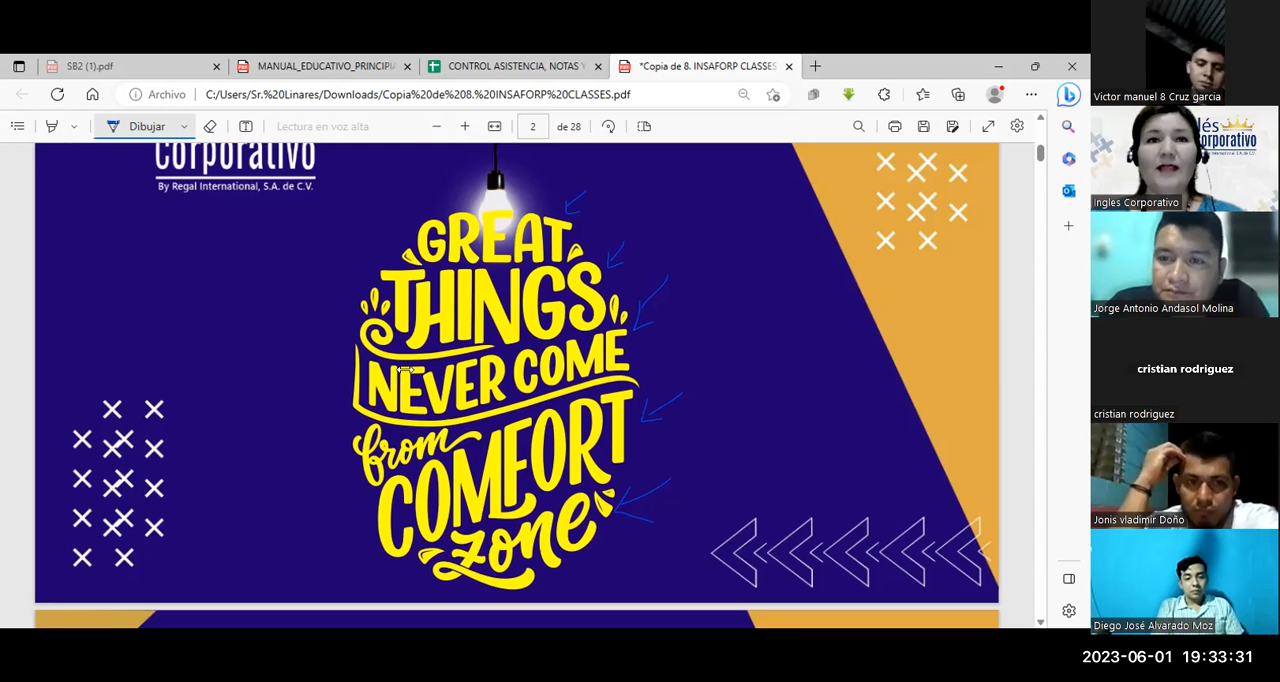 SB2 (1).pdf
MANUAL_EDUCATIVO_PRINCIPIA
CONTROL ASISTENCIA, NOTAS Y
*Copia de 8. INSAFORP CLASSES
Archivo
C:/Users/Sr.%20Linares/Downloads/Copia%20de%208.%20INSAFORP%20CLASSES.pdf
Dibujar
Lectura en voz alta
2
de 28
corporativo
By Regal International, S.A. de C.V.
GREAT
THINGS
NEVER COME
from
COMFORT
zone
Victor manuel 8 Cruz garcia
lés
corporativo
Ingles Corporativo
Jorge Antonio Andasol Molina
cristian rodriguez
cristian rodriguez
Jonis vladimir Doño
Diego José Alvarado Moz
2023-06-01 19:33:31